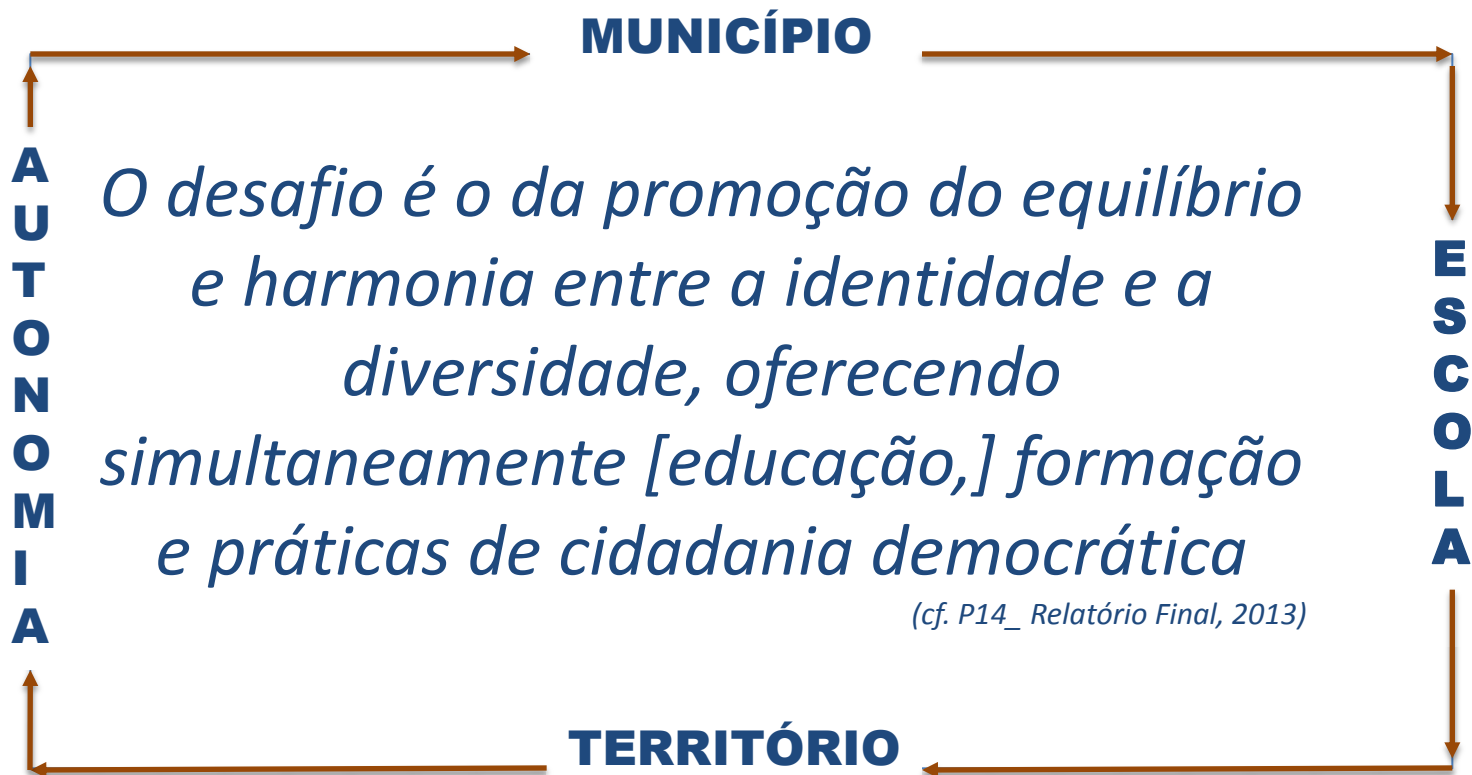 MUNICÍPIO
AUTONOMIA
O desafio é o da promoção do equilíbrio
e harmonia entre a identidade e a
diversidade, oferecendo
simultaneamente [educação,] formação
e práticas de cidadania democrática
(cf. P14_ Relatório Final, 2013)
ESCOLA
TERRITÓRIO